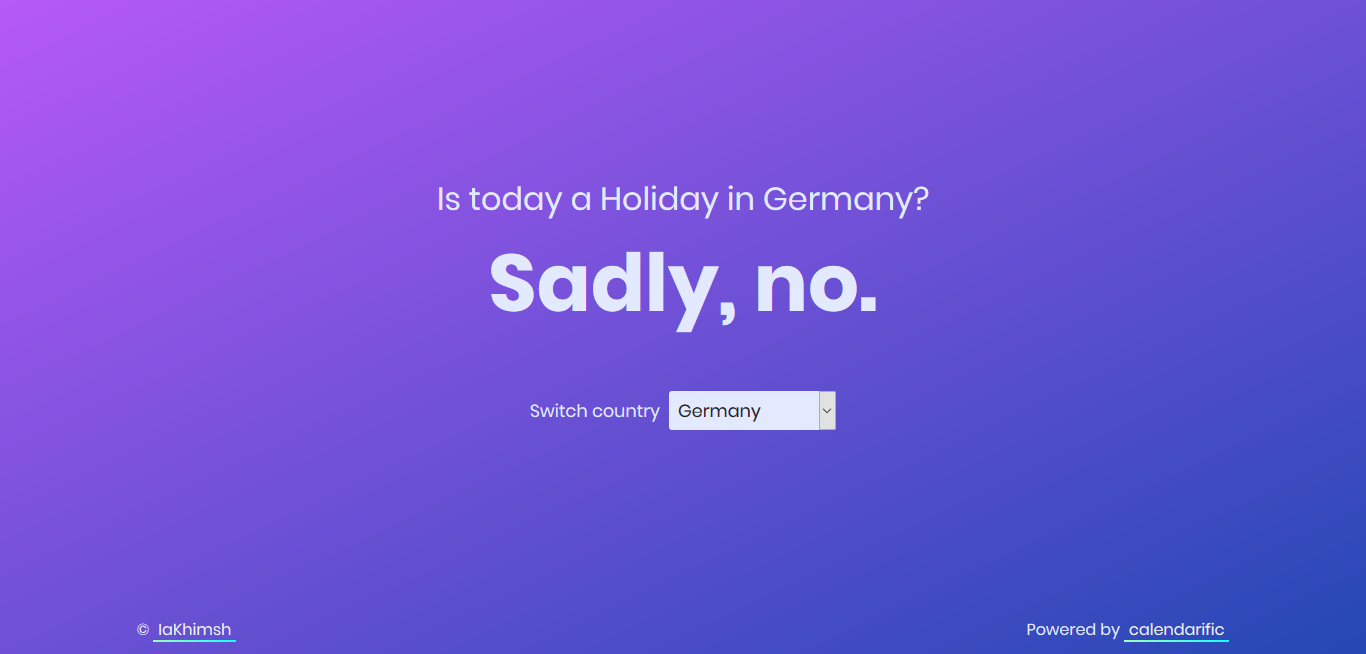 Is today a Holiday in Germany?
Sadly, no.
Switch country Germany
© IaKhimsh Powered by calendarific